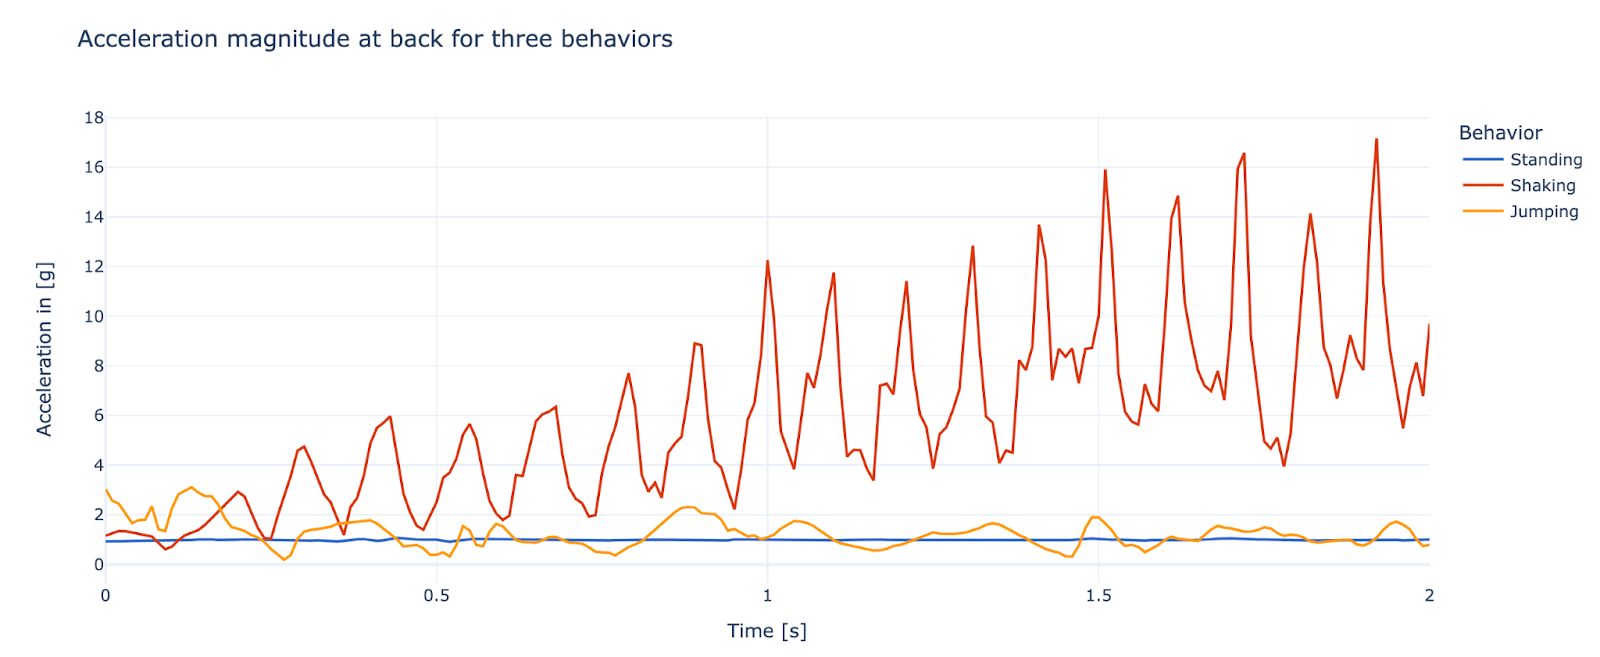 Acceleration magnitude at back for three behaviors
18
16
14
12
10
8
6
4
2
0
Acceleration in [g]
0
0.5
1
1.5
2
Time [s]
Behavior
Standing
Shaking
Jumping